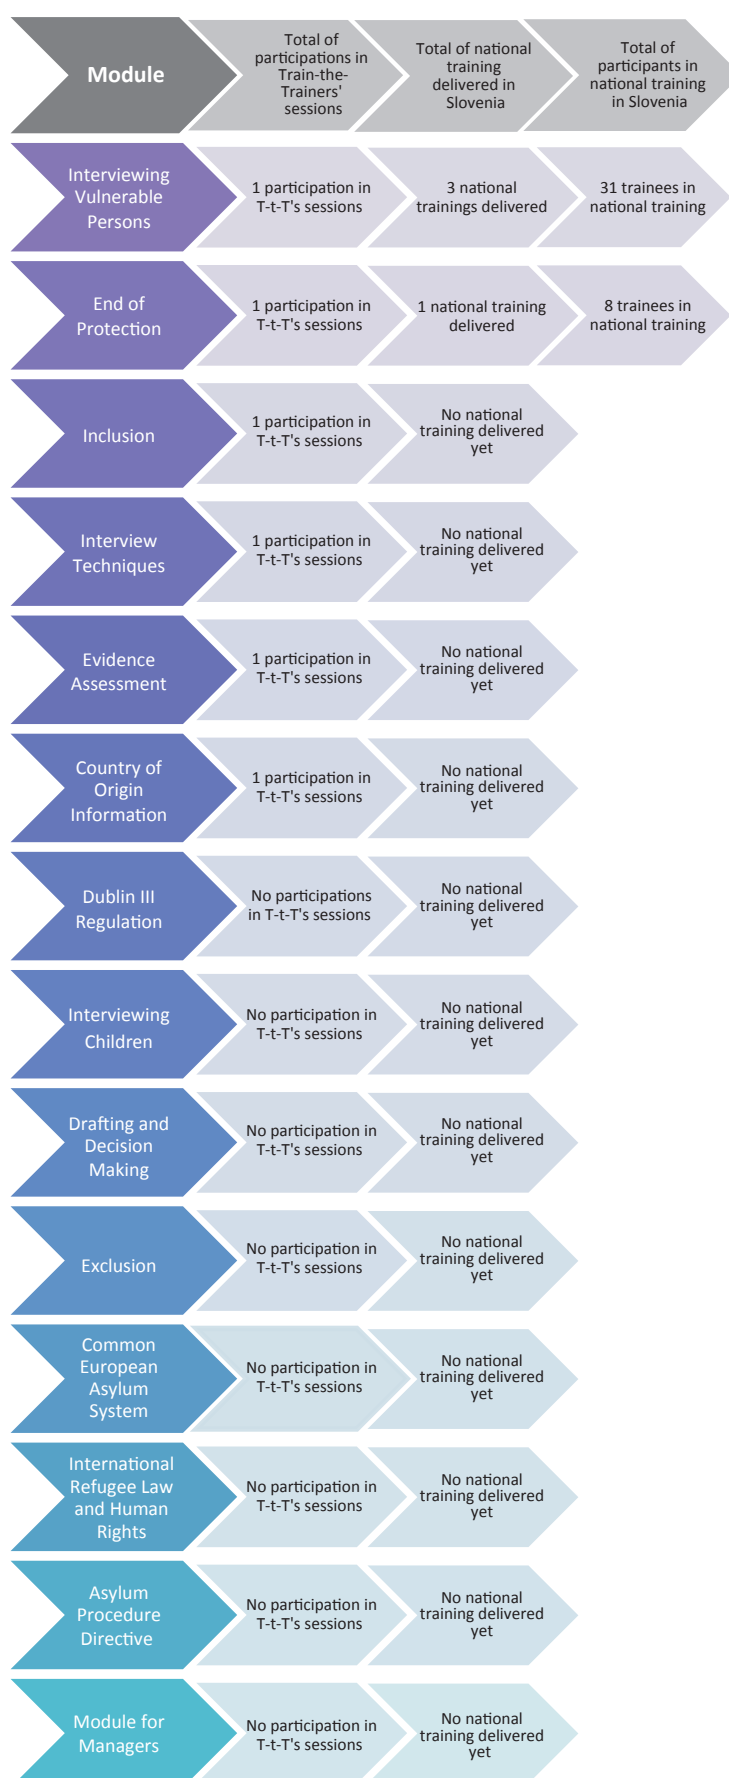 Module
Total of
participations in
Train-the-
Trainers'
sessions
Total of national
training
delivered in
Slovenia
Total of
participants in
national training
in Slovenia
Interviewing
Vulnerable
Persons
1 participation in
T-t-T's sessions
3 national
trainings delivered
31 trainees in
national training
End of
Protection
1 participation in
T-t-T's sessions
1 national training
delivered
8 trainees in
national training
Inclusion
1 participation in
T-t-T's sessions
No national
training delivered
yet
Interview
Techniques
1 participation in
T-t-T's sessions
No national
training delivered
yet
Evidence
Assessment
1 participation in
T-t-T's sessions
No national
training delivered
yet
Country of
Origin
Information
1 participation in
T-t-T's sessions
No national
training delivered
yet
Dublin III
Regulation
No participations
in T-t-T's sessions
No national
training delivered
yet
Interviewing
Children
No participation in
T-t-T's sessions
No national
training delivered
yet
Drafting and
Decision
Making
No participation in
T-t-T's sessions
No national
training delivered
yet
Exclusion
No participation in
T-t-T's sessions
No national
training delivered
yet
Common
European
Asylum
System
No participation in
T-t-T's sessions
No national
training delivered
yet
International
Refugee Law
and Human
Rights
No participation in
T-t-T's sessions
No national
training delivered
yet
Asylum
Procedure
Directive
No participation in
T-t-T's sessions
No national
training delivered
yet
Module for
Managers
No participation in
T-t-T's sessions
No national
training delivered
yet